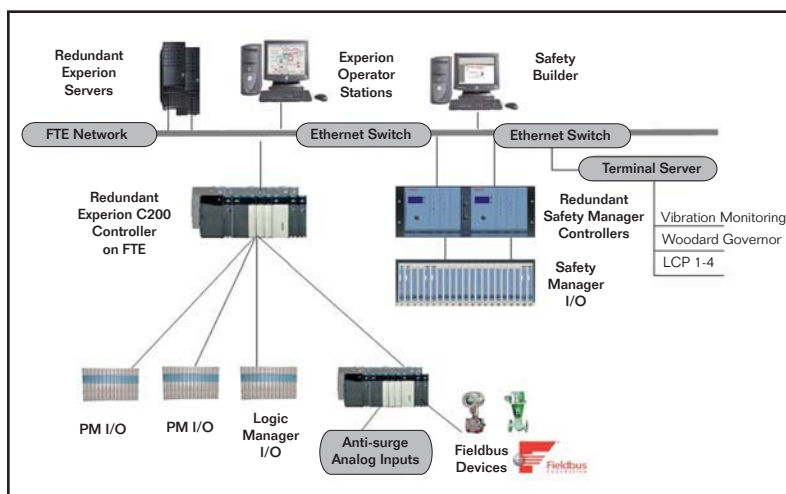 Redundant
Experion
Servers
Experion
Operator
Stations
Safety
Builder
FTE Network
Ethernet Switch
Ethernet Switch
Terminal Server
Redundant
Experion C200
Controller
on FTE
Redundant
Safety Manager
Controllers
Vibration Monitoring
Woodard Governor
LCP 1-4
Safety
Manager
I/O
PM I/O
PM I/O
Logic
Manager
I/O
Anti-surge
Analog Inputs
Fieldbus
Devices
Fieldbus
Foundation